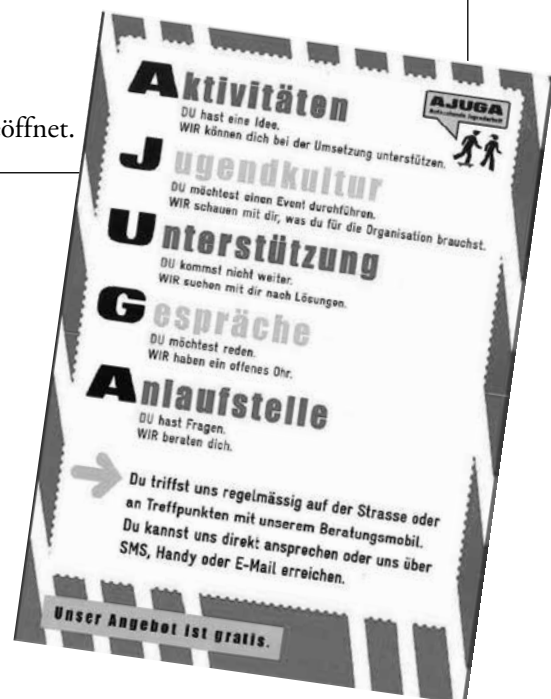 öffnet.
Aktivitäten
DU hast eine Idee.
WIR können dich bei der Umsetzung unterstützen.
AJUGA
Jugendkultur
DU möchtest einen Event durchführen.
WIR schauen mit dir, was du für die Organisation brauchst.
Unterstützung
DU kommst nicht weiter.
WIR suchen mit dir nach Lösungen.
Gespräche
DU möchtest reden.
WIR haben ein offenes Ohr.
Anlaufstelle
DU hast Fragen.
WIR beraten dich.
Du triffst uns regelmässig auf der Strasse oder
an Treffpunkten mit unserem Beratungsmobil.
Du kannst uns direkt ansprechen oder uns über
SMS, Handy oder E-Mail erreichen.
Unser Angebot ist gratis.